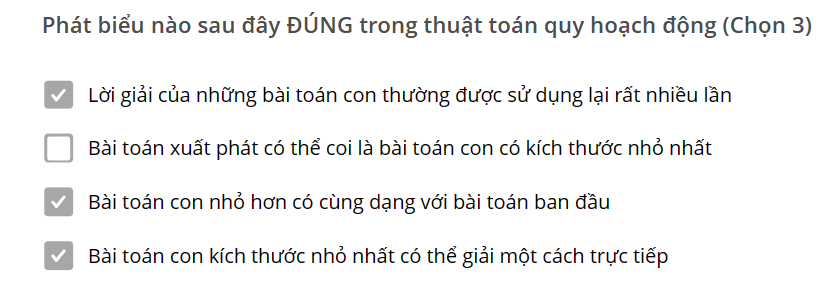 Phát biểu nào sau đây ĐÚNG trong thuật toán quy hoạch động (Chọn 3)
Lời giải của những bài toán con thường được sử dụng lại rất nhiều lần
Bài toán xuất phát có thể coi là bài toán con có kích thước nhỏ nhất
Bài toán con nhỏ hơn có cùng dạng với bài toán ban đầu
Bài toán con kích thước nhỏ nhất có thể giải một cách trực tiếp